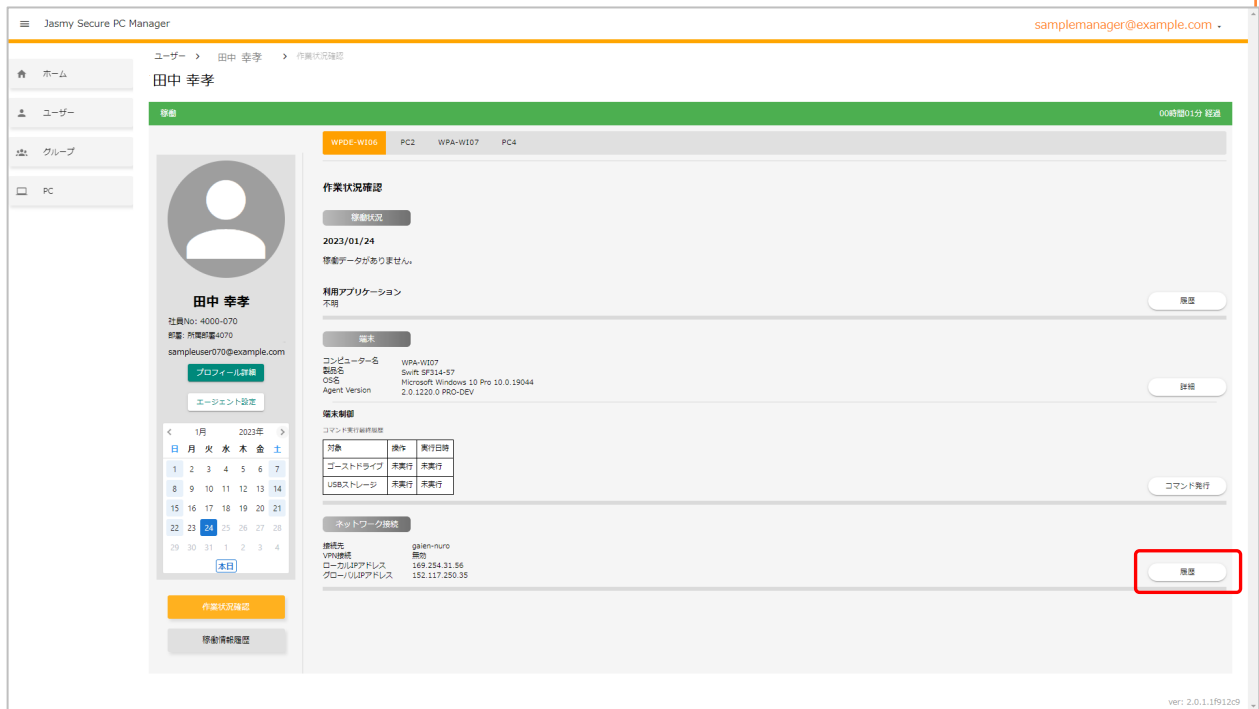 Jasmy Secure PC Manager
samplemanager@example.com
ユーザー > 田中 幸孝 > 作業状況確認
田中 幸孝
ホーム
ユーザー
グループ
PC
稼働 00時間01分 経過
WPDE-WI06 PC2 WPA-WI07 PC4
田中 幸孝
社員No: 4000-070
部署: 所属部署4070
sampleuser070@example.com
プロフィール詳細
エージェント設定
< 1月 2023年 >
日 月 火 水 木 金 土
1 2 3 4 5 6 7
8 9 10 11 12 13 14
15 16 17 18 19 20 21
22 23 24 25 26 27 28
29 30 31 1 2 3 4
本日
作業状況確認
稼働情報履歴
作業状況確認
稼働状況
2023/01/24
稼働データがありません。
利用アプリケーション
不明
履歴
端末
コンピューター名 WPA-WI07
製品名 Swift SF314-57
OS名 Microsoft Windows 10 Pro 10.0.19044
Agent Version 2.0.1220.0 PRO-DEV
詳細
端末制御
コマンド実行最終履歴
対象 操作 実行日時
ゴーストドライブ 未実行 未実行
USBストレージ 未実行 未実行
コマンド発行
ネットワーク接続
接続先 gaien-nuro
VPN接続 無効
ローカルIPアドレス 169.254.31.56
グローバルIPアドレス 152.117.250.35
履歴
ver: 2.0.1.1f912c9